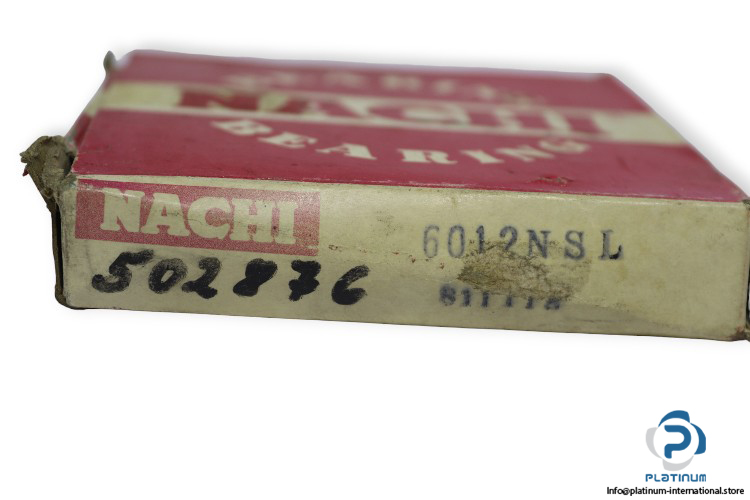 NACHI
BEARING
NACHI
6012NSL
502876
PLATINUM
Info@platinum-international.store